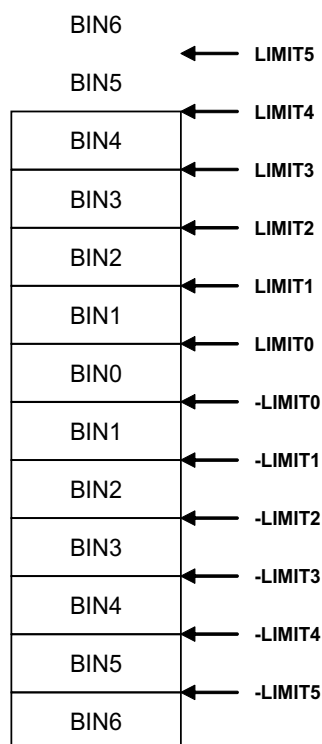 BIN6
LIMIT5
BIN5
LIMIT4
BIN4
LIMIT3
BIN3
LIMIT2
BIN2
LIMIT1
BIN1
LIMIT0
BIN0
-LIMIT0
BIN1
-LIMIT1
BIN2
-LIMIT2
BIN3
-LIMIT3
BIN4
-LIMIT4
BIN5
-LIMIT5
BIN6